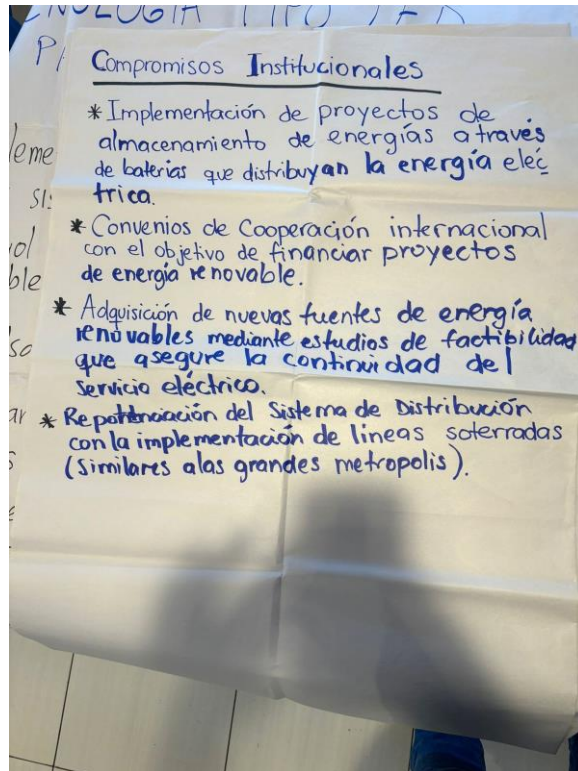 Compromisos Institucionales
* Implementación de proyectos de
almacenamiento de energías através
de baterias que distribuyan la energía eléc
trica.
* Convenios de Cooperación internacional
con el objetivo de financiar proyectos
de energía renovable.
* Adquisición de nuevas fuentes de energía
renovables mediante estudios de factibilidad
que asegure la continuidad del
servicio eléctrico.
* Repotenciación del Sistema de Distribución
con la implementación de lineas soterradas
(Similares alas grandes metropolis).